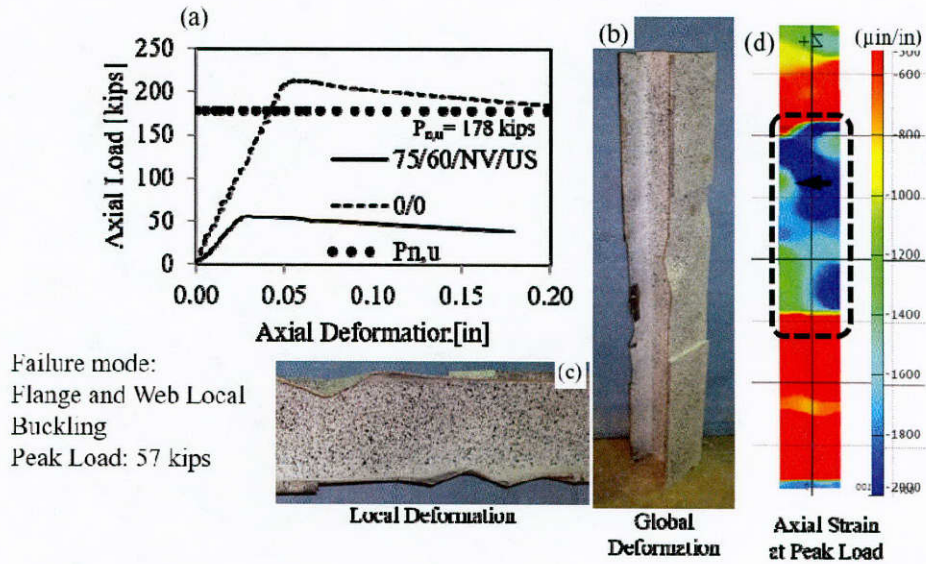 (a)
250
200
150
100
50
0
Axial Load [kips]
P_n,u = 178 kips
75/60/NV/US
0/0
Pn,u
0.00 0.05 0.10 0.15 0.20
Axial Deformation[in]
Failure mode:
Flange and Web Local
Buckling
Peak Load: 57 kips
(c)
Local Deformation
(b)
Global
Deformation
(d)
(µin/in)
+Z
-600
-800
-1000
-1200
-1400
-1600
-1800
-2000
Axial Strain
at Peak Load